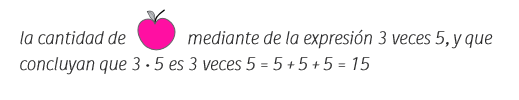 la cantidad de mediante de la expresión 3 veces 5, y que
concluyan que 3 · 5 es 3 veces 5 = 5 + 5 + 5 = 15